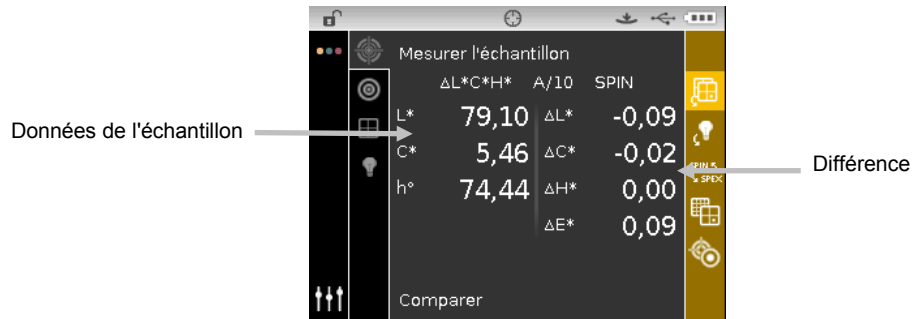 Mesurer l'échantillon
ΔL*C*H* A/10 SPIN
Données de l'échantillon
L* 79,10 ΔL* -0,09
C* 5,46 ΔC* -0,02
h° 74,44 ΔH* 0,00
ΔE* 0,09
Différence
SPIN
SPEX
Comparer